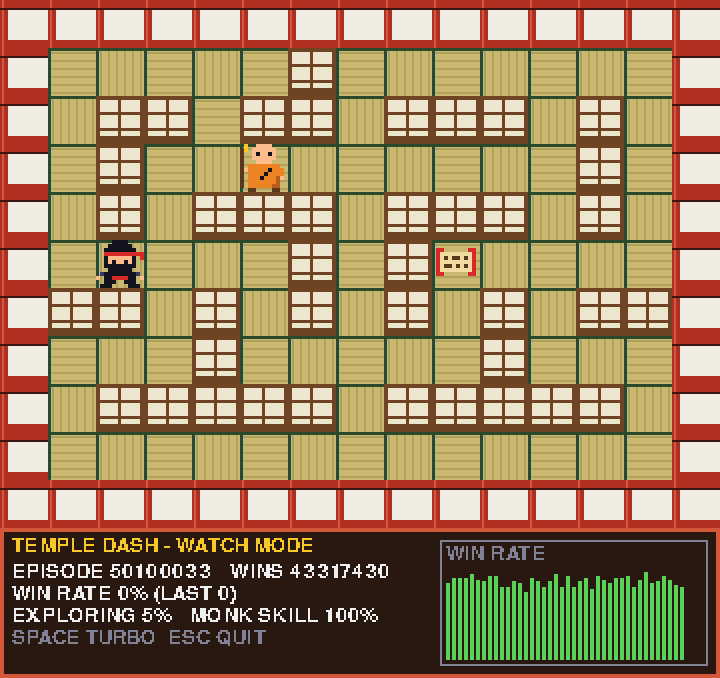 TEMPLE DASH - WATCH MODE
EPISODE 50100033 WINS 43317430
WIN RATE 0% (LAST 0)
EXPLORING 5% MONK SKILL 100%
SPACE TURBO ESC QUIT
WIN RATE